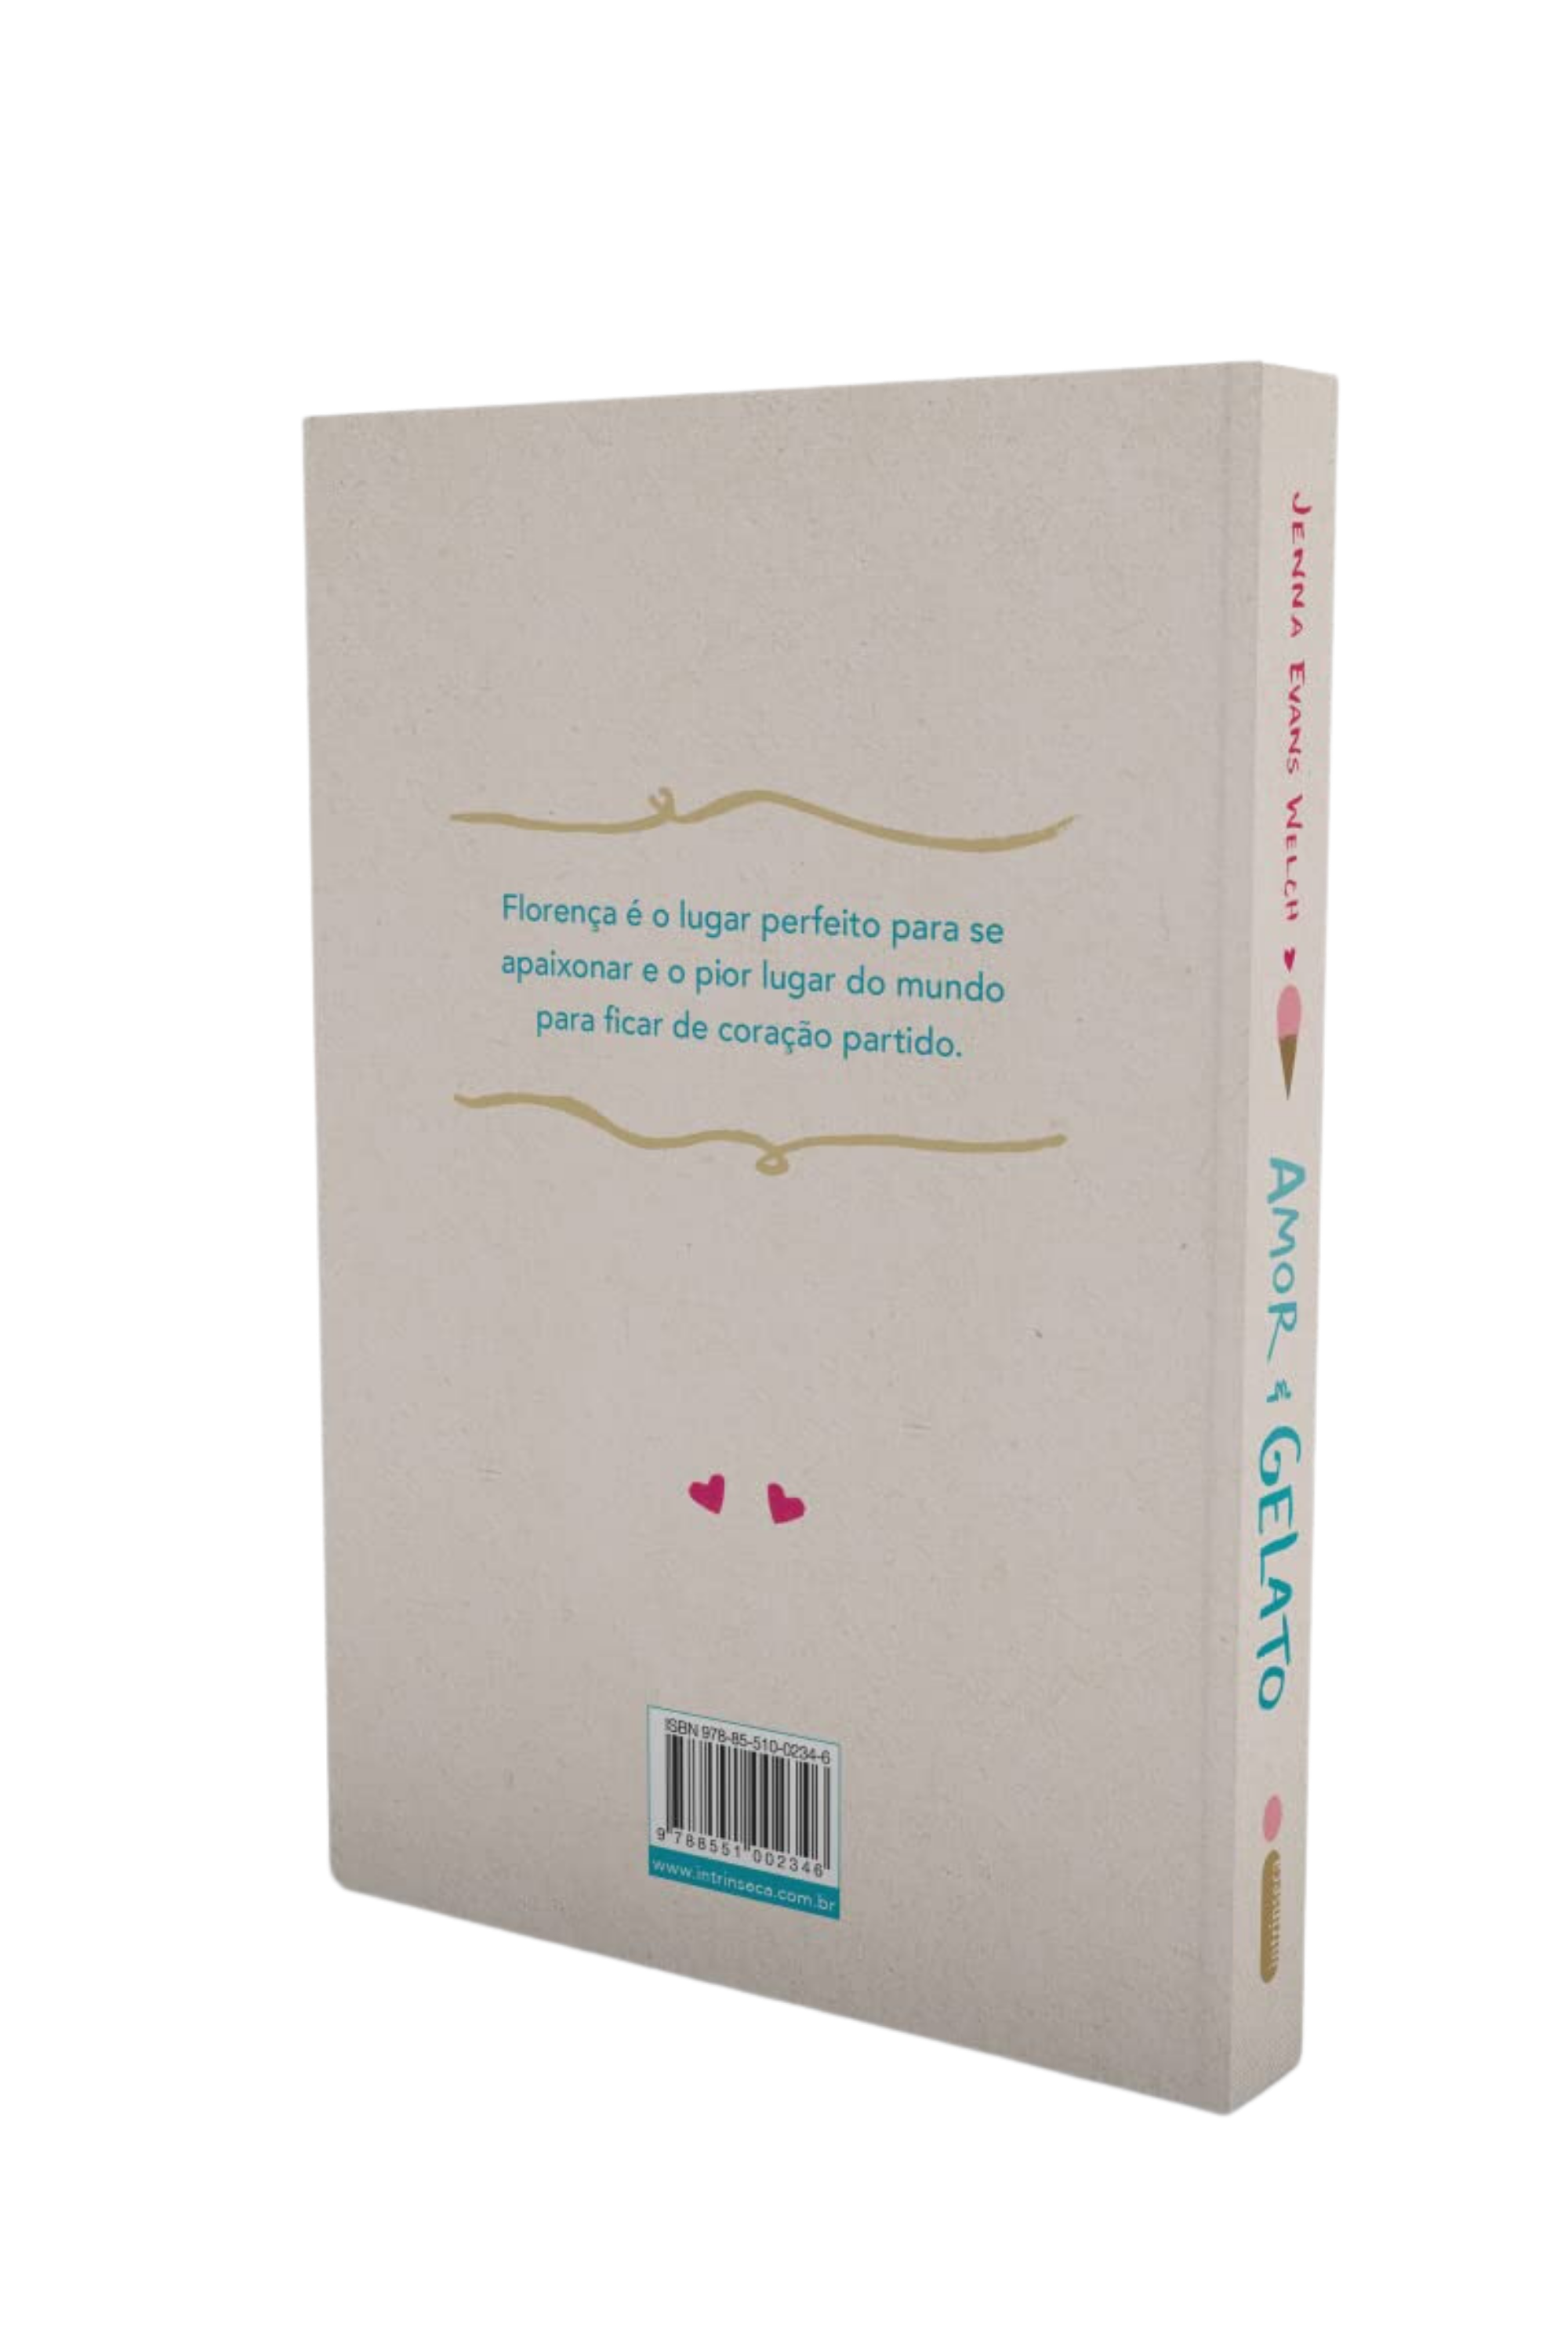 Florença é o lugar perfeito para se
apaixonar e o pior lugar do mundo
para ficar de coração partido.
ISBN 978-85-510-0234-6
9 788551 002346
www.intrinseca.com.br
JENNA EVANS WELCH
AMOR & GELATO
intrínseca